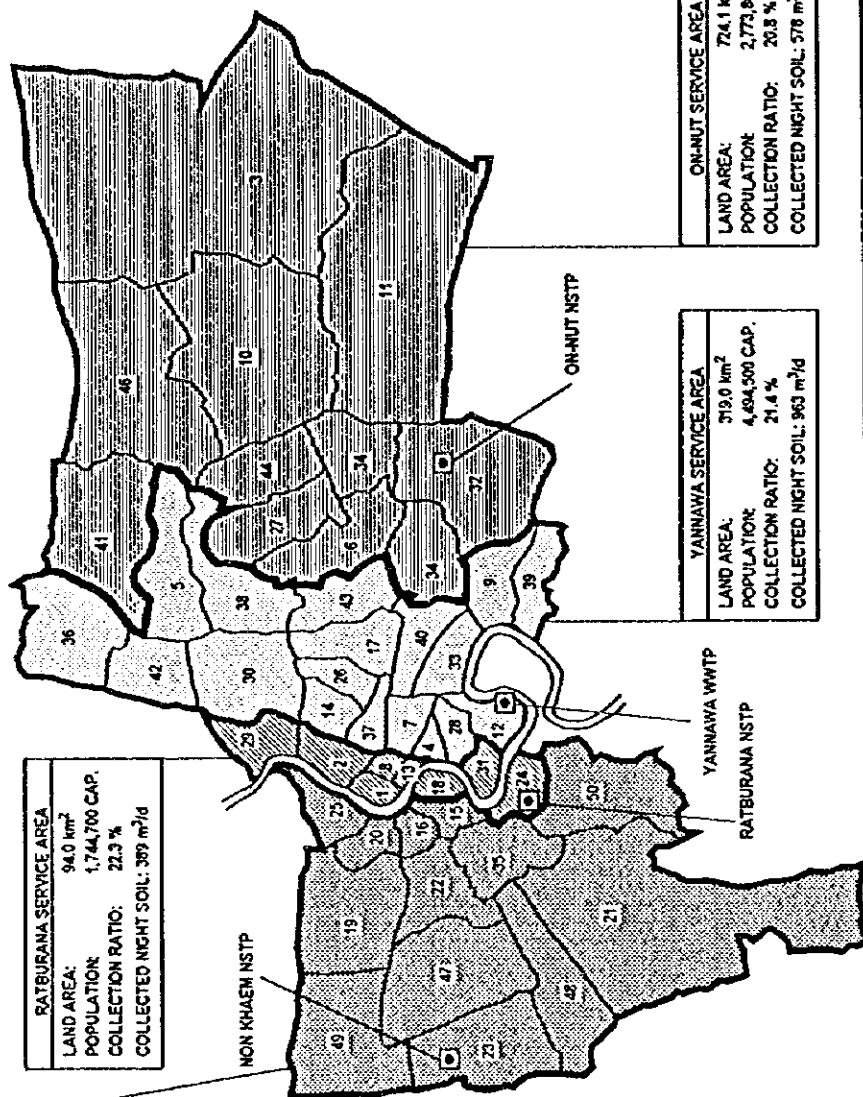 RATBURANA SERVICE AREA
LAND AREA: 94.0 km²
POPULATION: 1,744,700 CAP.
COLLECTION RATIO: 22.3 %
COLLECTED NIGHT SOIL: 389 m³/d
NON KHAEM NSTP
36
41
46
42
5
3
29
30
38
44
10
27
14
26
43
6
34
11
25
2
37
17
20
1
8
7
40
34
32
19
16
13
4
28
33
9
15
18
12
39
49
22
31
35
24
47
50
23
48
21
ON-NUT NSTP
YANNAWA WWTP
RATBURANA NSTP
YANNAWA SERVICE AREA
LAND AREA: 319.0 km²
POPULATION: 4,494,500 CAP.
COLLECTION RATIO: 21.4 %
COLLECTED NIGHT SOIL: 963 m³/d
ON-NUT SERVICE AREA
LAND AREA: 724.1 k
POPULATION: 2,773,8
COLLECTION RATIO: 20.8 %
COLLECTED NIGHT SOIL: 578 m